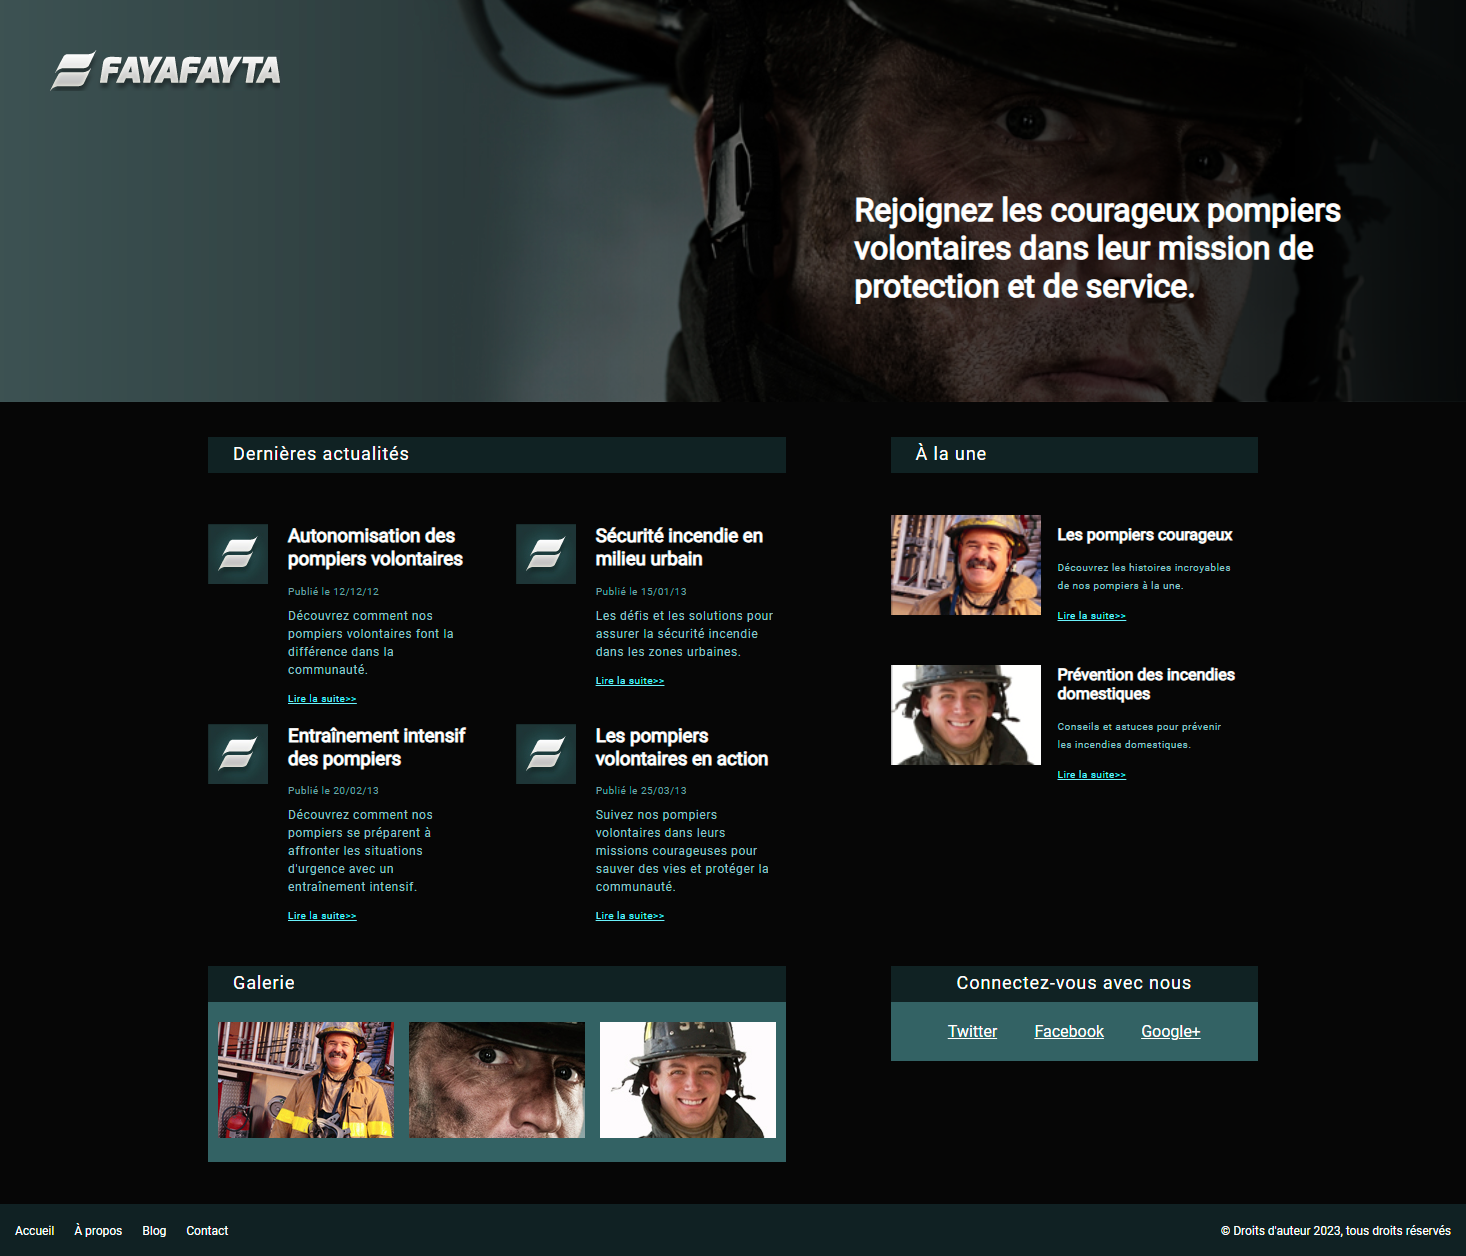 FAYAFAYTA
Rejoignez les courageux pompiers
volontaires dans leur mission de
protection et de service.
Dernières actualités
Autonomisation des
pompiers volontaires
Publié le 12/12/12
Découvrez comment nos
pompiers volontaires font la
différence dans la
communauté.
Lire la suite>>
Sécurité incendie en
milieu urbain
Publié le 15/01/13
Les défis et les solutions pour
assurer la sécurité incendie
dans les zones urbaines.
Lire la suite>>
Entraînement intensif
des pompiers
Publié le 20/02/13
Découvrez comment nos
pompiers se préparent à
affronter les situations
d'urgence avec un
entraînement intensif.
Lire la suite>>
Les pompiers
volontaires en action
Publié le 25/03/13
Suivez nos pompiers
volontaires dans leurs
missions courageuses pour
sauver des vies et protéger la
communauté.
Lire la suite>>
À la une
Les pompiers courageux
Découvrez les histoires incroyables
de nos pompiers à la une.
Lire la suite>>
Prévention des incendies
domestiques
Conseils et astuces pour prévenir
les incendies domestiques.
Lire la suite>>
Galerie
Connectez-vous avec nous
Twitter Facebook Google+
Accueil À propos Blog Contact
© Droits d'auteur 2023, tous droits réservés